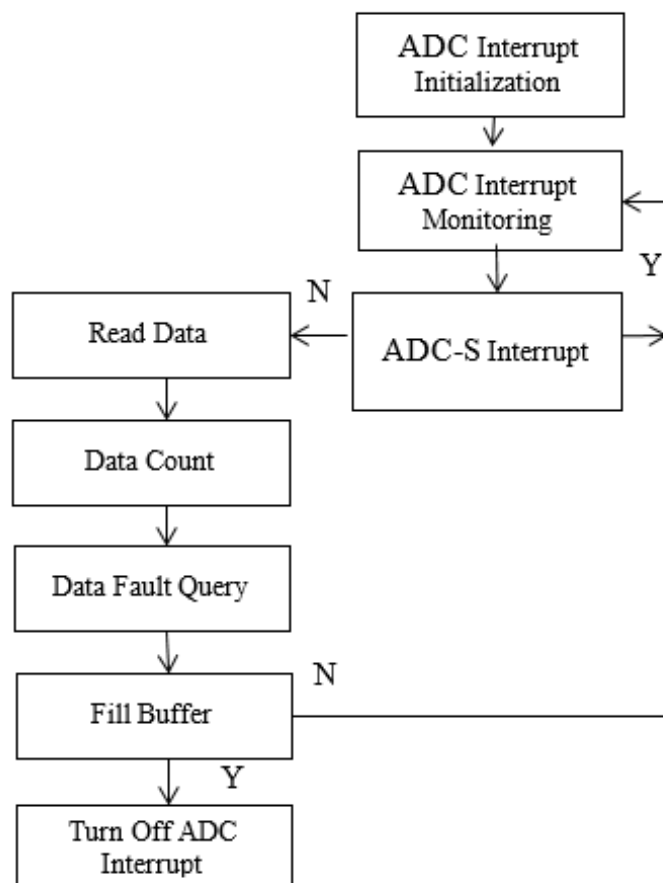 ADC Interrupt
Initialization
ADC Interrupt
Monitoring
Y
N
Read Data
ADC-S Interrupt
Data Count
Data Fault Query
N
Fill Buffer
Y
Turn Off ADC
Interrupt